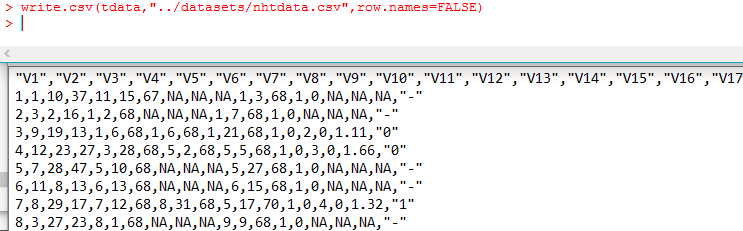 > write.csv(tdata,"../datasets/nhtdata.csv",row.names=FALSE)
>
"V1","V2","V3","V4","V5","V6","V7","V8","V9","V10","V11","V12","V13","V14","V15","V16","V17
1,1,10,37,11,15,67,NA,NA,NA,1,3,68,1,0,NA,NA,NA,"-"
2,3,2,16,1,2,68,NA,NA,NA,1,7,68,1,0,NA,NA,NA,"-"
3,9,19,13,1,6,68,1,6,68,1,21,68,1,0,2,0,1.11,"0"
4,12,23,27,3,28,68,5,2,68,5,5,68,1,0,3,0,1.66,"0"
5,7,28,47,5,10,68,NA,NA,NA,5,27,68,1,0,NA,NA,NA,"-"
6,11,8,13,6,13,68,NA,NA,NA,6,15,68,1,0,NA,NA,NA,"-"
7,8,29,17,7,12,68,8,31,68,5,17,70,1,0,4,0,1.32,"1"
8,3,27,23,8,1,68,NA,NA,NA,9,9,68,1,0,NA,NA,NA,"-"